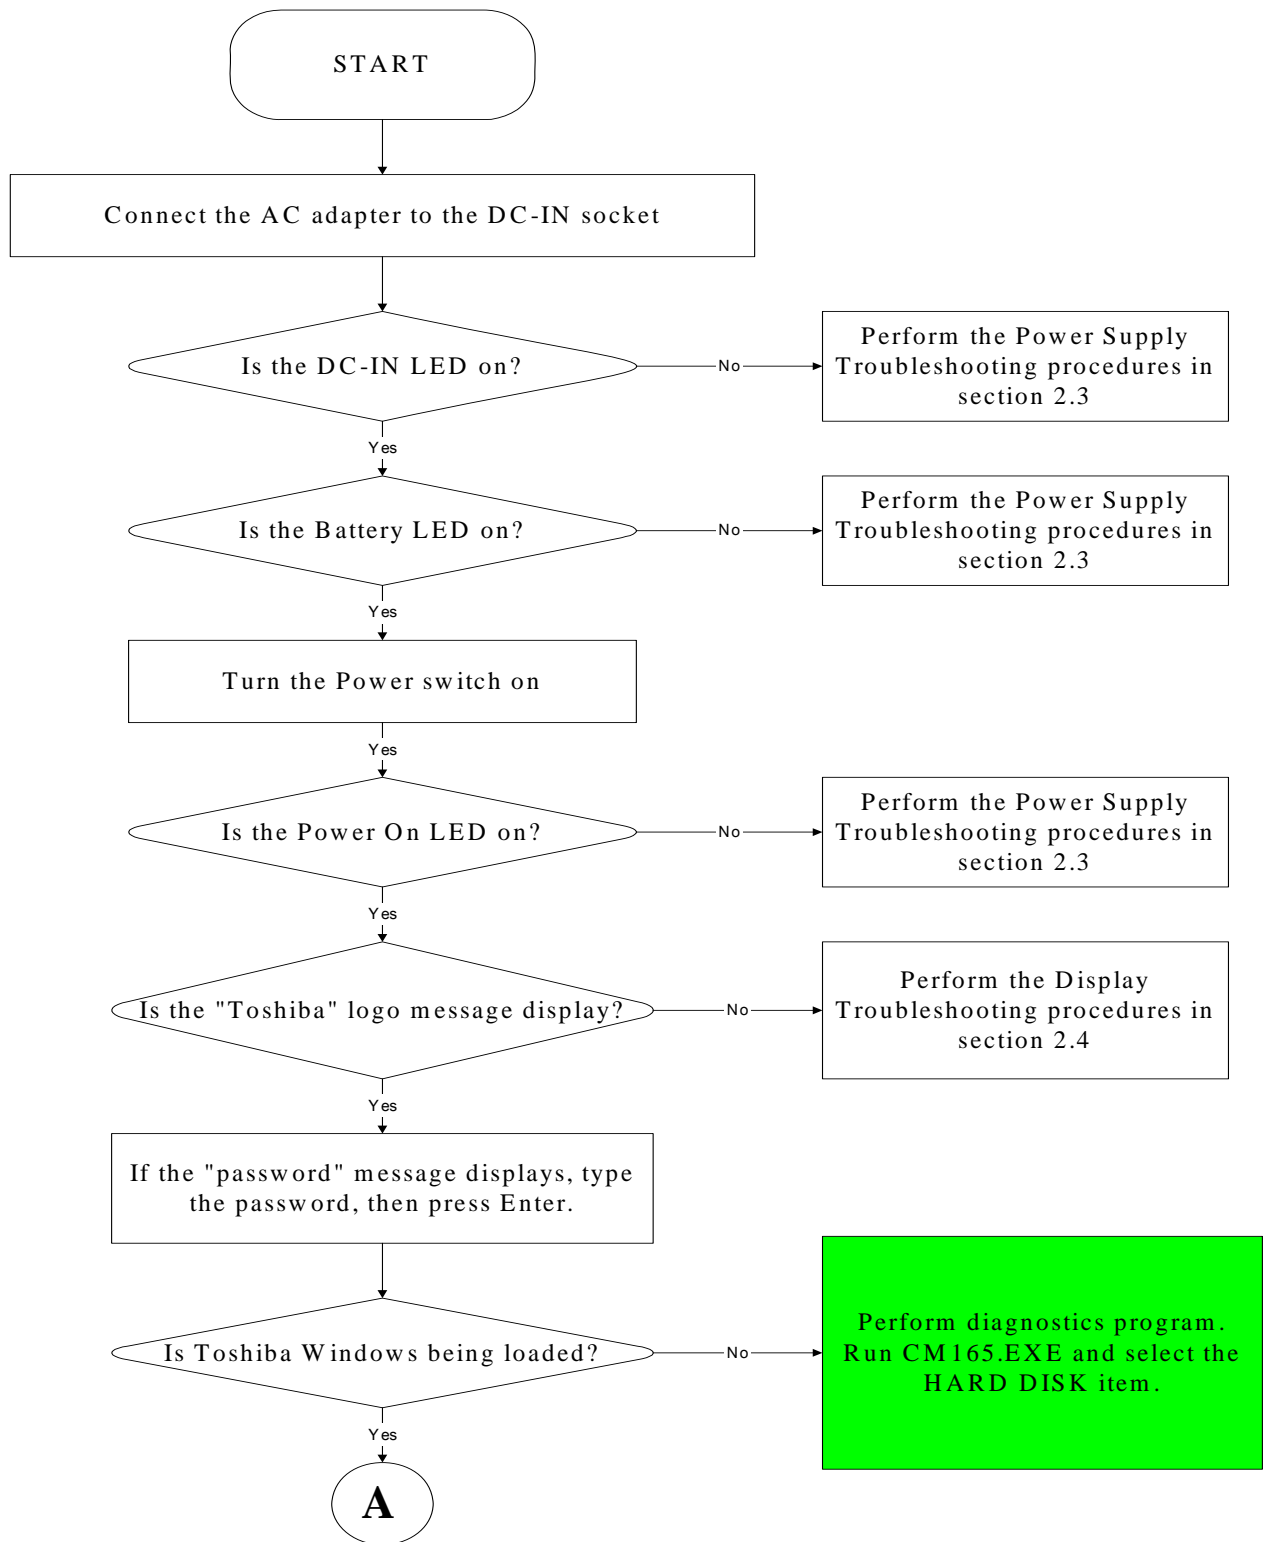 START
Connect the AC adapter to the DC-IN socket
Is the DC-IN LED on?
No
Perform the Power Supply
Troubleshooting procedures in
section 2.3
Yes
Is the Battery LED on?
No
Perform the Power Supply
Troubleshooting procedures in
section 2.3
Yes
Turn the Power switch on
Yes
Is the Power On LED on?
No
Perform the Power Supply
Troubleshooting procedures in
section 2.3
Yes
Is the "Toshiba" logo message display?
No
Perform the Display
Troubleshooting procedures in
section 2.4
Yes
If the "password" message displays, type
the password, then press Enter.
Is Toshiba Windows being loaded?
No
Perform diagnostics program.
Run CM165.EXE and select the
HARD DISK item.
Yes
A